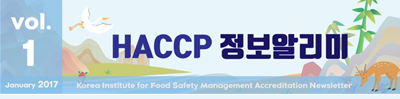 vol.
1
January 2017
HACCP 정보알리미
Korea Institute for Food Safety Management Accreditation Newsletter